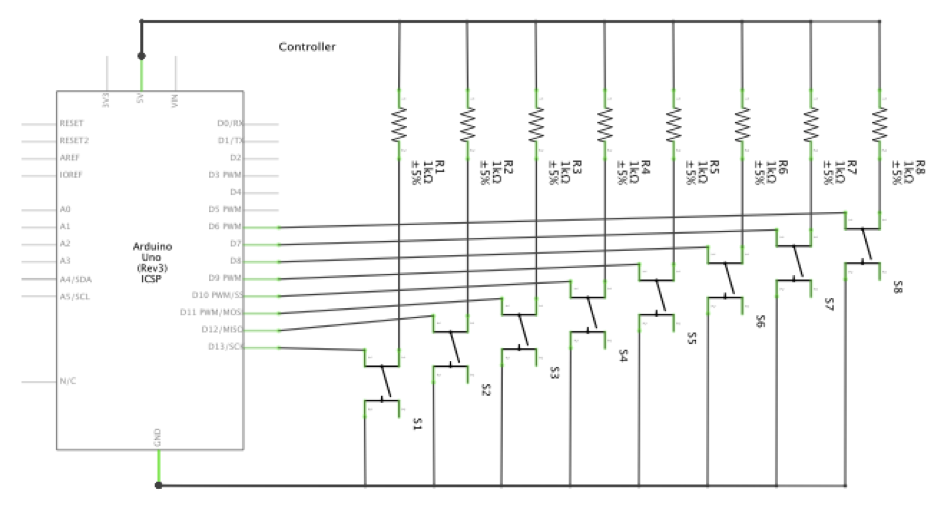 Controller
3V3
5V
VIN
RESET
RESET2
AREF
IOREF
A0
A1
A2
A3
A4/SDA
A5/SCL
N/C
D0/RX
D1/TX
D2
D3 PWM
D4
D5 PWM
D6 PWM
D7
D8
D9 PWM
D10 PWM/SS
D11 PWM/MOSI
D12/MISO
D13/SCK
Arduino
Uno
(Rev3)
ICSP
GND
R1
1kΩ
±5%
R2
1kΩ
±5%
R3
1kΩ
±5%
R4
1kΩ
±5%
R5
1kΩ
±5%
R6
1kΩ
±5%
R7
1kΩ
±5%
R8
1kΩ
±5%
S1
S2
S3
S4
S5
S6
S7
S8